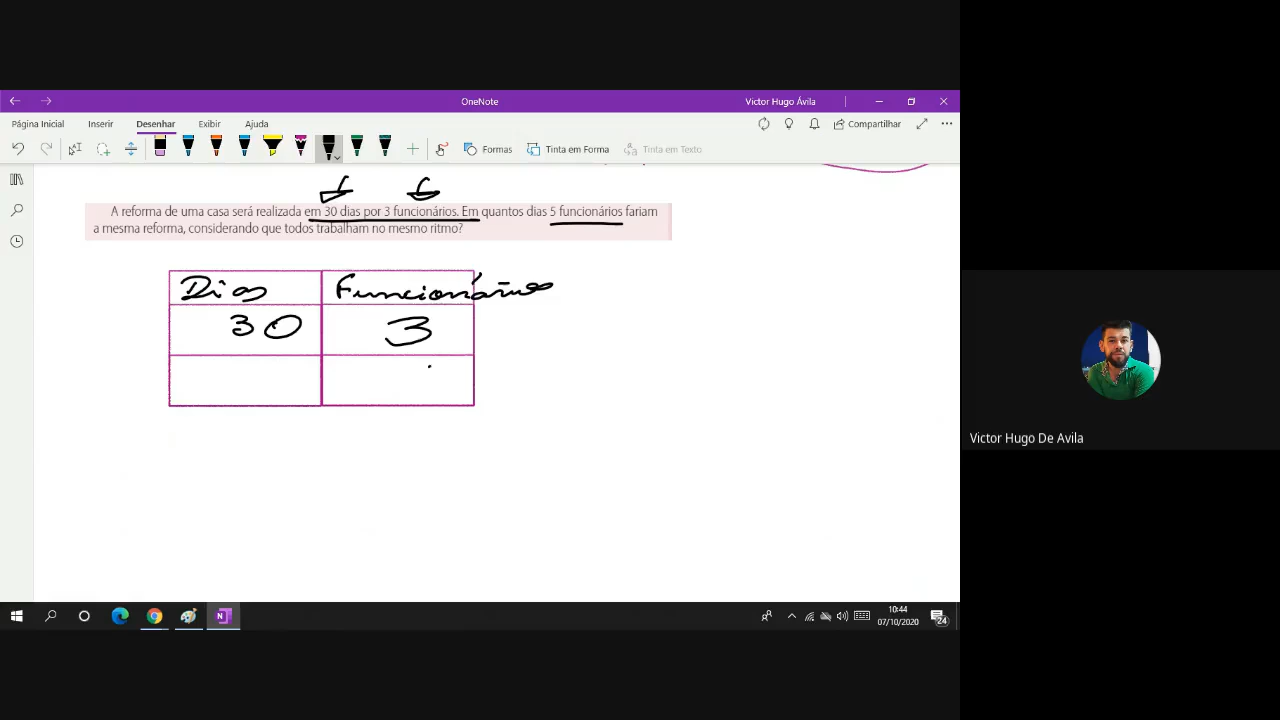 OneNote
Victor Hugo Ávila
Página Inicial Inserir Desenhar Exibir Ajuda
Compartilhar
Formas Tinta em Forma Tinta em Texto
A reforma de uma casa será realizada em 30 dias por 3 funcionários. Em quantos dias 5 funcionários fariam
a mesma reforma, considerando que todos trabalham no mesmo ritmo?
Dias Funcionários
30 3
Victor Hugo De Avila
10:44
07/10/2020
24